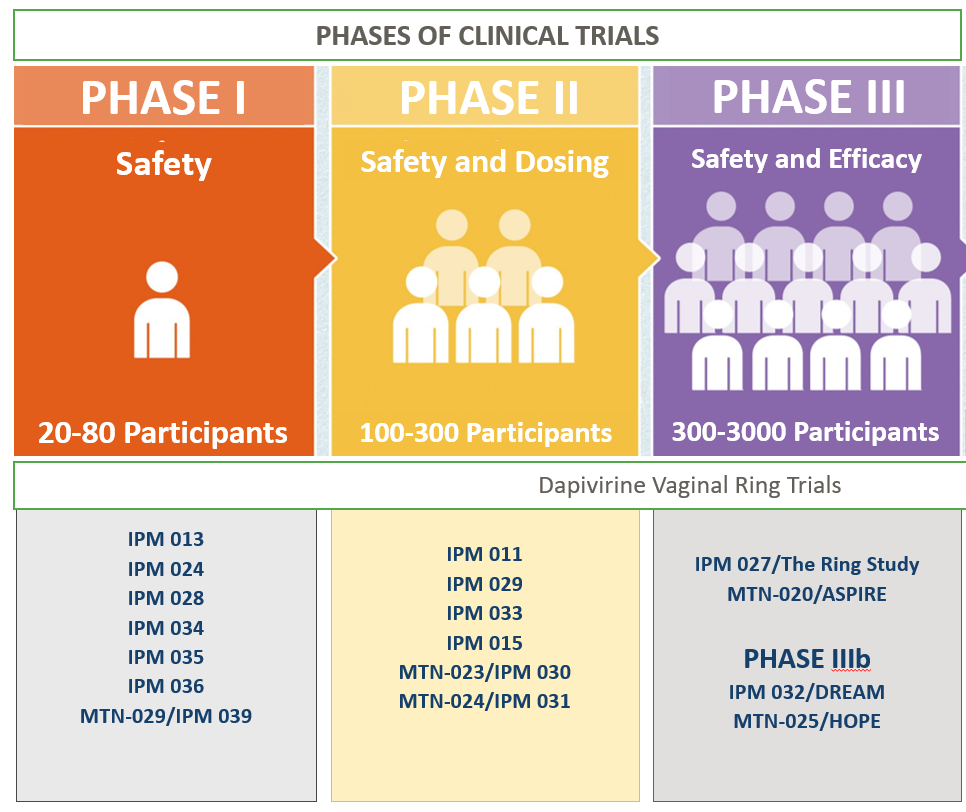 PHASES OF CLINICAL TRIALS
PHASE I
Safety
20-80 Participants
PHASE II
Safety and Dosing
100-300 Participants
PHASE III
Safety and Efficacy
300-3000 Participants
Dapivirine Vaginal Ring Trials
IPM 013
IPM 024
IPM 028
IPM 034
IPM 035
IPM 036
MTN-029/IPM 039
IPM 011
IPM 029
IPM 033
IPM 015
MTN-023/IPM 030
MTN-024/IPM 031
IPM 027/The Ring Study
MTN-020/ASPIRE
PHASE IIIb
IPM 032/DREAM
MTN-025/HOPE